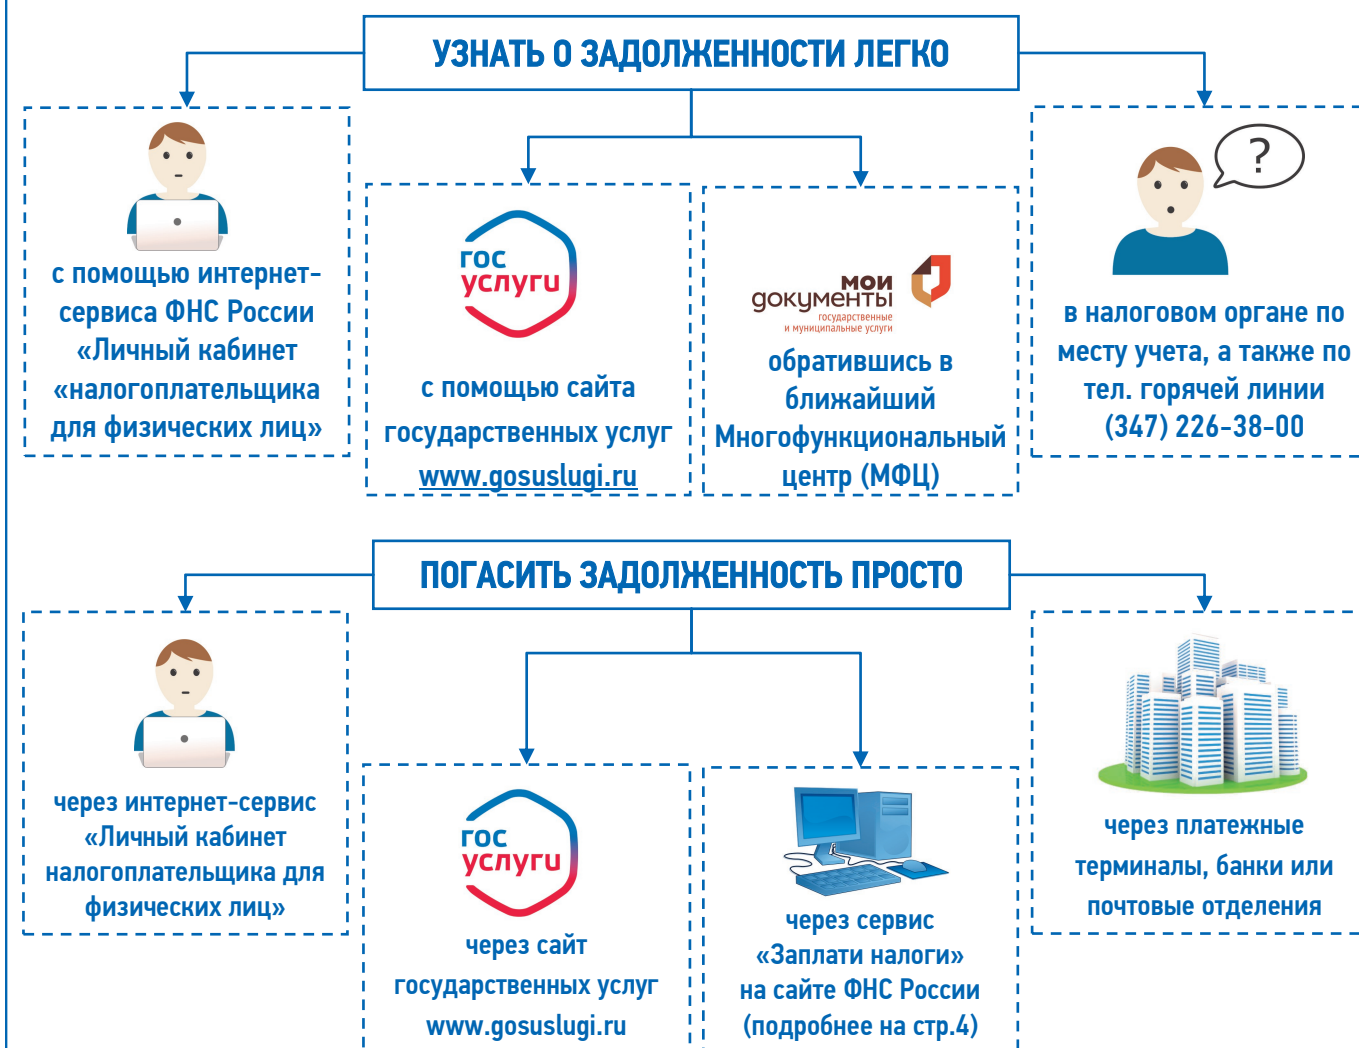 УЗНАТЬ О ЗАДОЛЖЕННОСТИ ЛЕГКО
с помощью интернет-
сервиса ФНС России
«Личный кабинет
«налогоплательщика
для физических лиц»
гос
услуги
с помощью сайта
государственных услуг
www.gosuslugi.ru
мои
документы
государственные
и муниципальные услуги
обратившись в
ближайший
Многофункциональный
центр (МФЦ)
?
в налоговом органе по
месту учета, а также по
тел. горячей линии
(347) 226-38-00
ПОГАСИТЬ ЗАДОЛЖЕННОСТЬ ПРОСТО
через интернет-сервис
«Личный кабинет
налогоплательщика для
физических лиц»
гос
услуги
через сайт
государственных услуг
www.gosuslugi.ru
через сервис
«Заплати налоги»
на сайте ФНС России
(подробнее на стр.4)
через платежные
терминалы, банки или
почтовые отделения